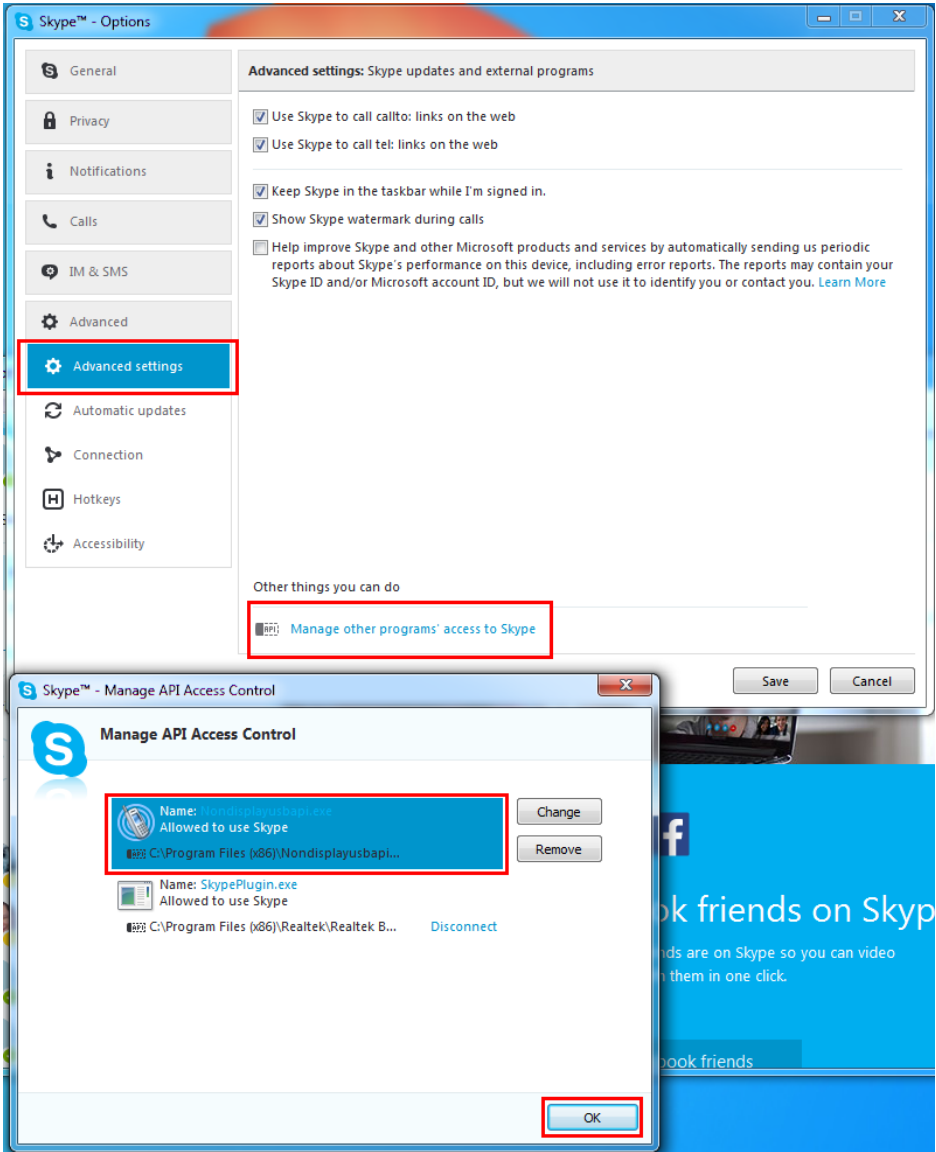 Skype™ - Options
General
Privacy
Notifications
Calls
IM & SMS
Advanced
Advanced settings
Automatic updates
Connection
Hotkeys
Accessibility
Advanced settings: Skype updates and external programs
Use Skype to call callto: links on the web
Use Skype to call tel: links on the web
Keep Skype in the taskbar while I'm signed in.
Show Skype watermark during calls
Help improve Skype and other Microsoft products and services by automatically sending us periodic
reports about Skype's performance on this device, including error reports. The reports may contain your
Skype ID and/or Microsoft account ID, but we will not use it to identify you or contact you. Learn More
Other things you can do
API Manage other programs' access to Skype
Save Cancel
Skype™ - Manage API Access Control
Manage API Access Control
Name: Nondisplayusbapi.exe
Allowed to use Skype
API C:\Program Files (x86)\Nondisplayusbapi...
Change
Remove
Name: SkypePlugin.exe
Allowed to use Skype
API C:\Program Files (x86)\Realtek\Realtek B... Disconnect
OK
f
ok friends on Skyp
nds are on Skype so you can video
them in one click.
book friends